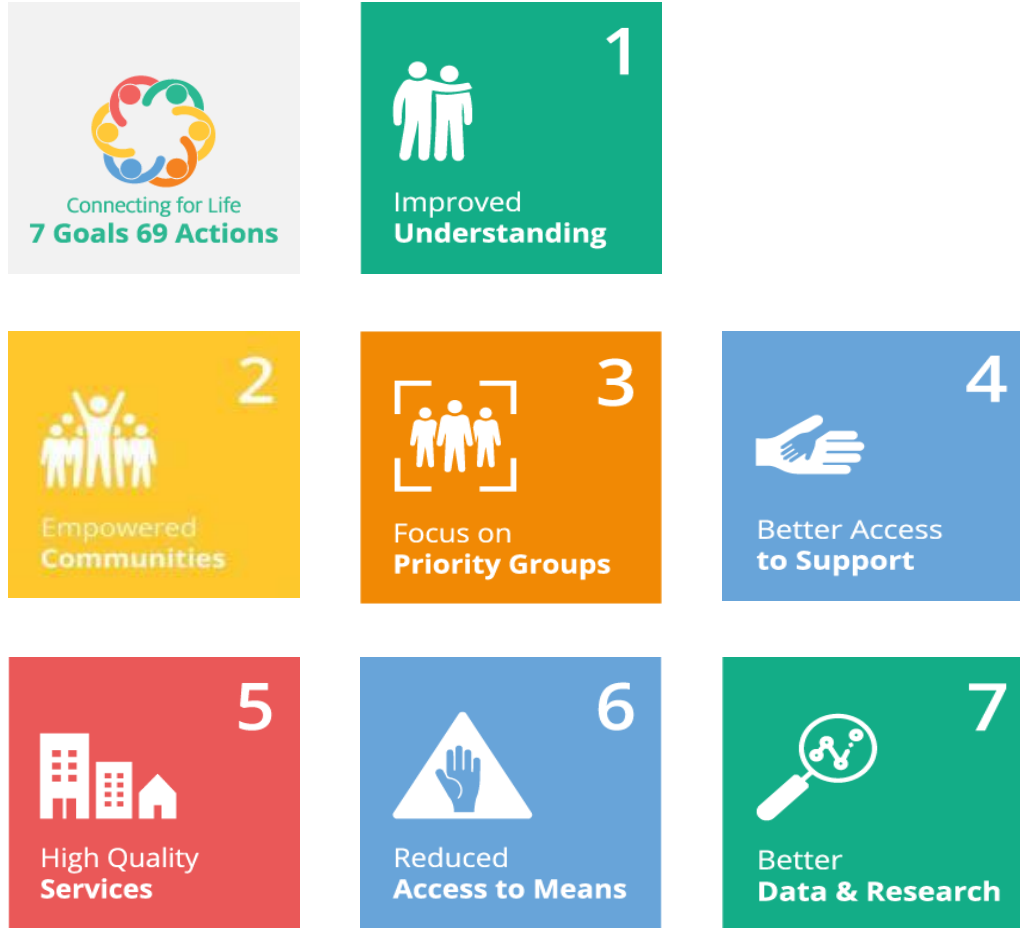 Connecting for Life
7 Goals 69 Actions
1
Improved
Understanding
2
Empowered
Communities
3
Focus on
Priority Groups
4
Better Access
to Support
5
High Quality
Services
6
Reduced
Access to Means
7
Better
Data & Research